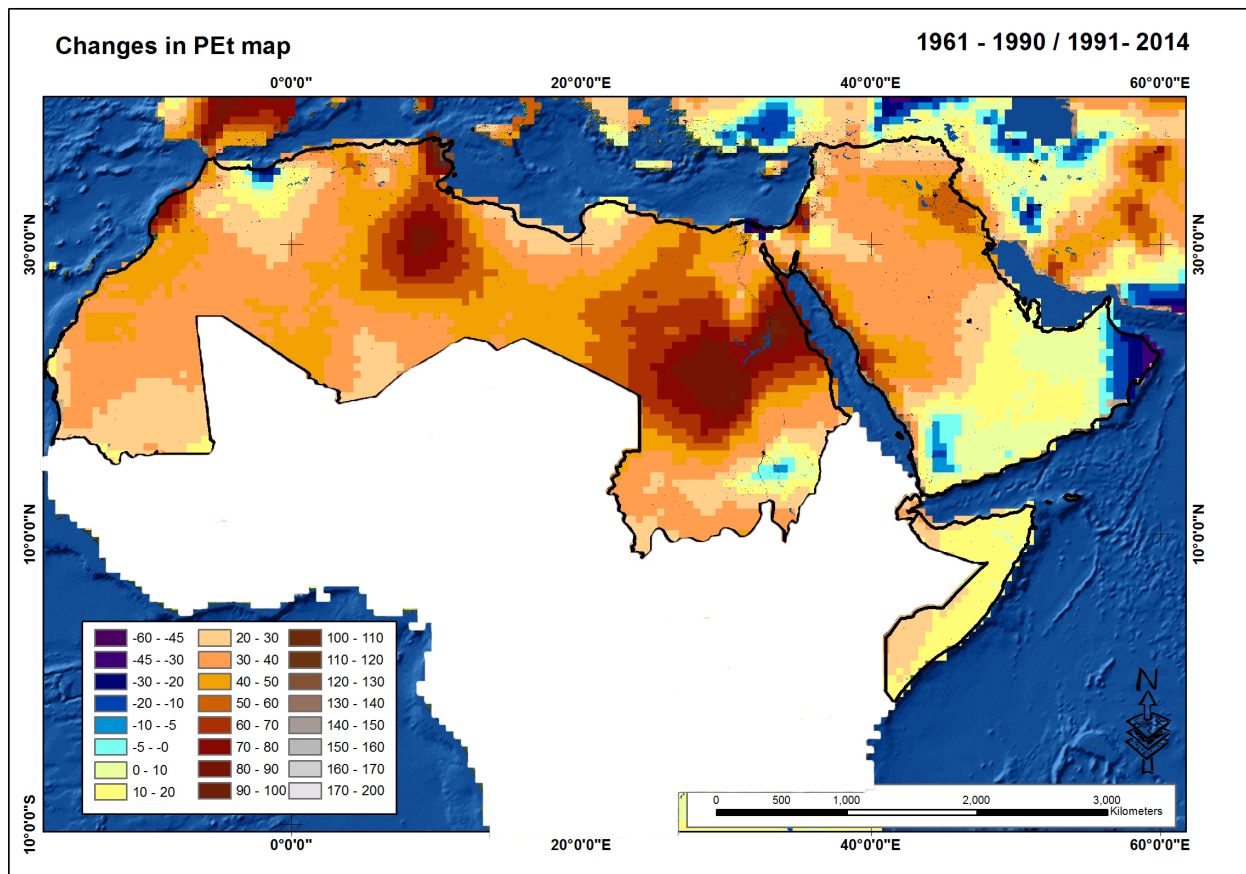 Changes in PEt map
1961 - 1990 / 1991- 2014
0°0'0"
20°0'0"E
40°0'0"E
60°0'0"E
30°0'0"N
30°0'0"N
10°0'0"N
10°0'0"N
10°0'0"S
-60 - -45
-45 - -30
-30 - -20
-20 - -10
-10 - -5
-5 - -0
0 - 10
10 - 20
20 - 30
30 - 40
40 - 50
50 - 60
60 - 70
70 - 80
80 - 90
90 - 100
100 - 110
110 - 120
120 - 130
130 - 140
140 - 150
150 - 160
160 - 170
170 - 200
N
0 500 1,000 2,000 3,000
Kilometers
0°0'0"E
20°0'0"E
40°0'0"E
60°0'0"E